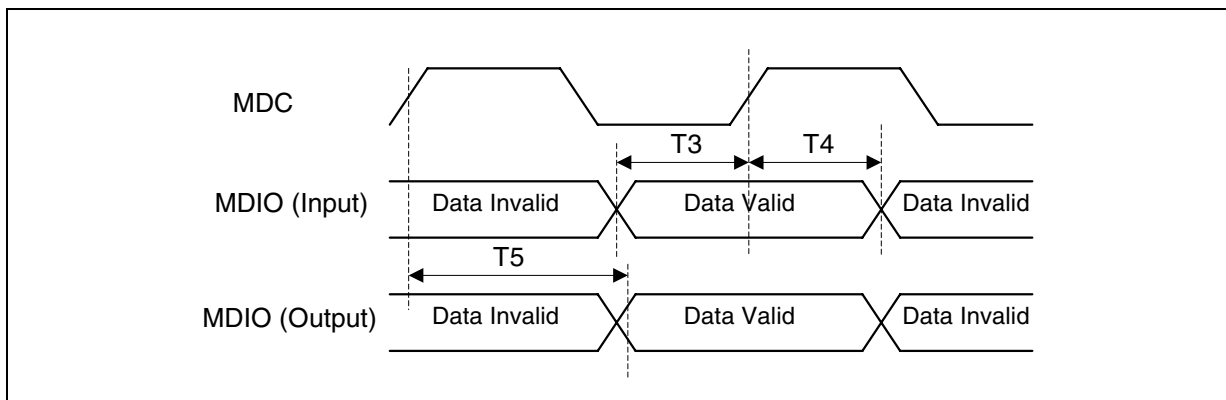 MDC
T3
T4
MDIO (Input)
Data Invalid
Data Valid
Data Invalid
T5
MDIO (Output)
Data Invalid
Data Valid
Data Invalid